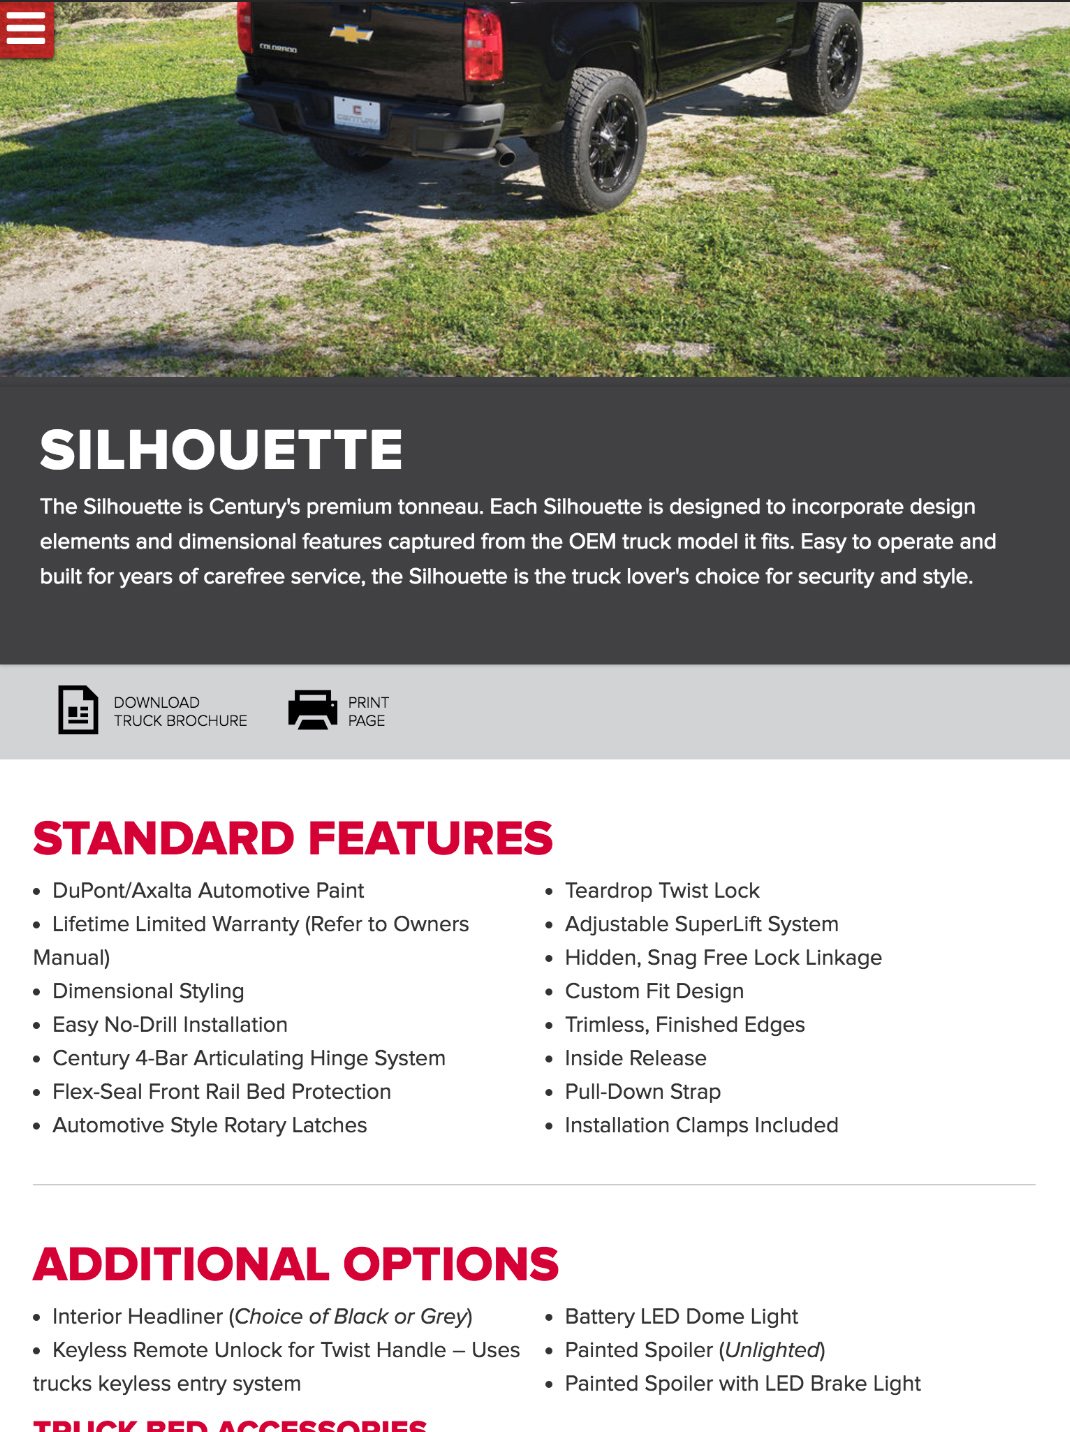 COLORADO
CENTURY
SILHOUETTE
The Silhouette is Century's premium tonneau. Each Silhouette is designed to incorporate design
elements and dimensional features captured from the OEM truck model it fits. Easy to operate and
built for years of carefree service, the Silhouette is the truck lover's choice for security and style.
DOWNLOAD
TRUCK BROCHURE
PRINT
PAGE
STANDARD FEATURES
• DuPont/Axalta Automotive Paint
• Lifetime Limited Warranty (Refer to Owners
Manual)
• Dimensional Styling
• Easy No-Drill Installation
• Century 4-Bar Articulating Hinge System
• Flex-Seal Front Rail Bed Protection
• Automotive Style Rotary Latches
• Teardrop Twist Lock
• Adjustable SuperLift System
• Hidden, Snag Free Lock Linkage
• Custom Fit Design
• Trimless, Finished Edges
• Inside Release
• Pull-Down Strap
• Installation Clamps Included
ADDITIONAL OPTIONS
• Interior Headliner (Choice of Black or Grey)
• Keyless Remote Unlock for Twist Handle – Uses
trucks keyless entry system
• Battery LED Dome Light
• Painted Spoiler (Unlighted)
• Painted Spoiler with LED Brake Light
TRUCK BED ACCESSORIES